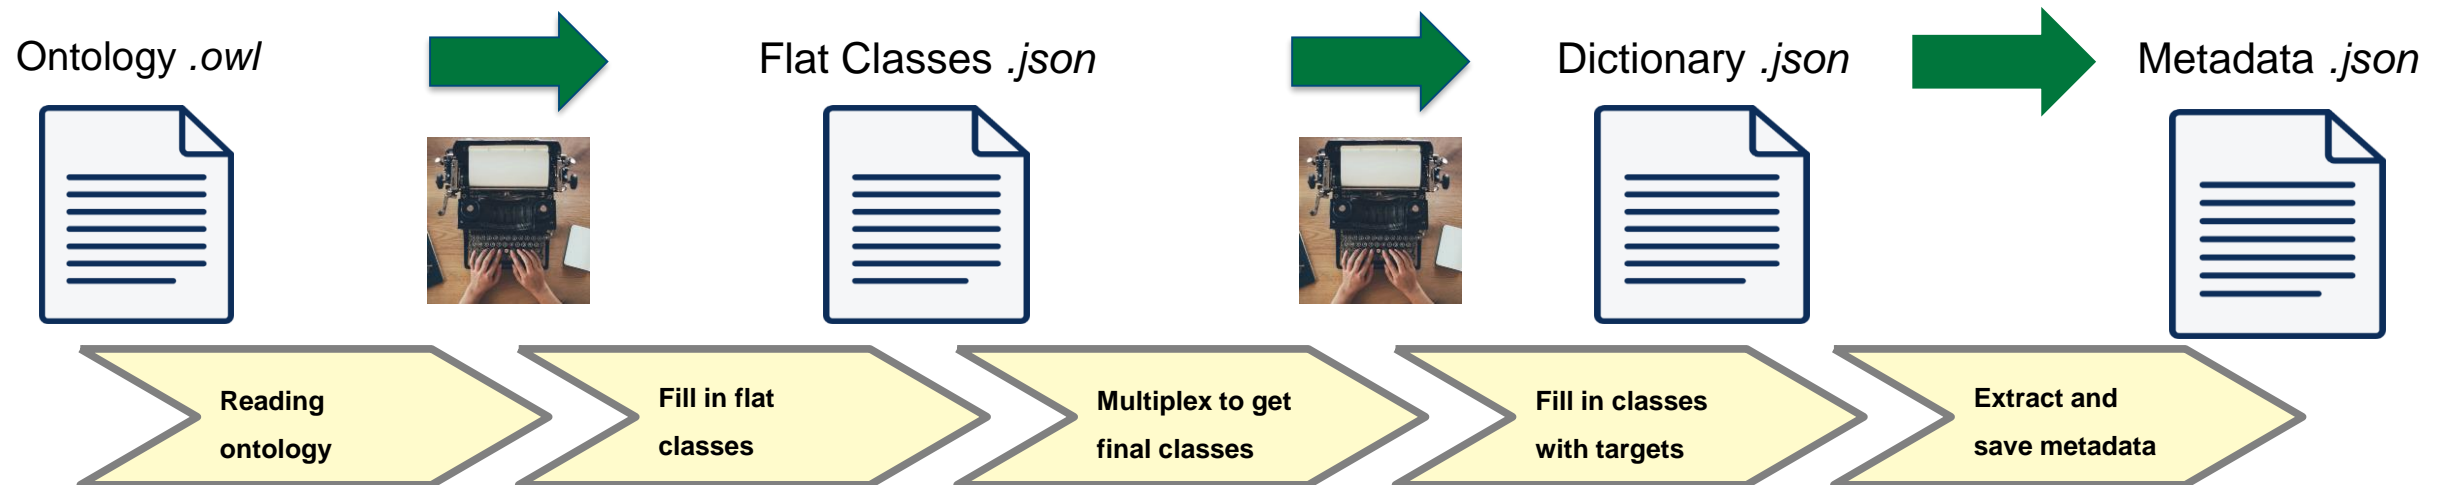 Ontology .owl
Flat Classes .json
Dictionary .json
Metadata .json
Reading
ontology
Fill in flat
classes
Multiplex to get
final classes
Fill in classes
with targets
Extract and
save metadata